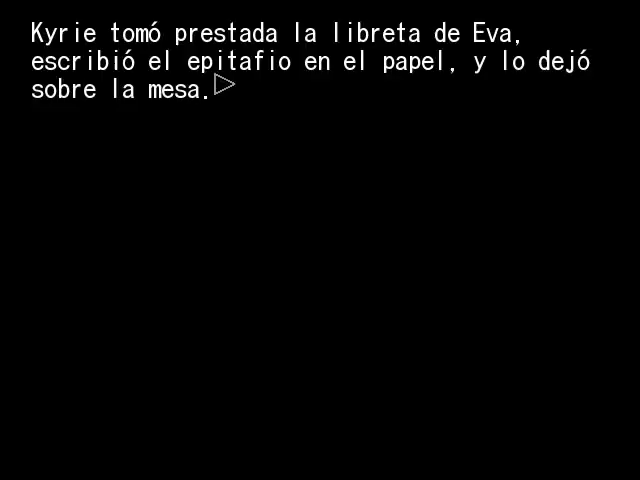 Kyrie tomó prestada la libreta de Eva,
escribió el epitafio en el papel, y lo dejó
sobre la mesa.